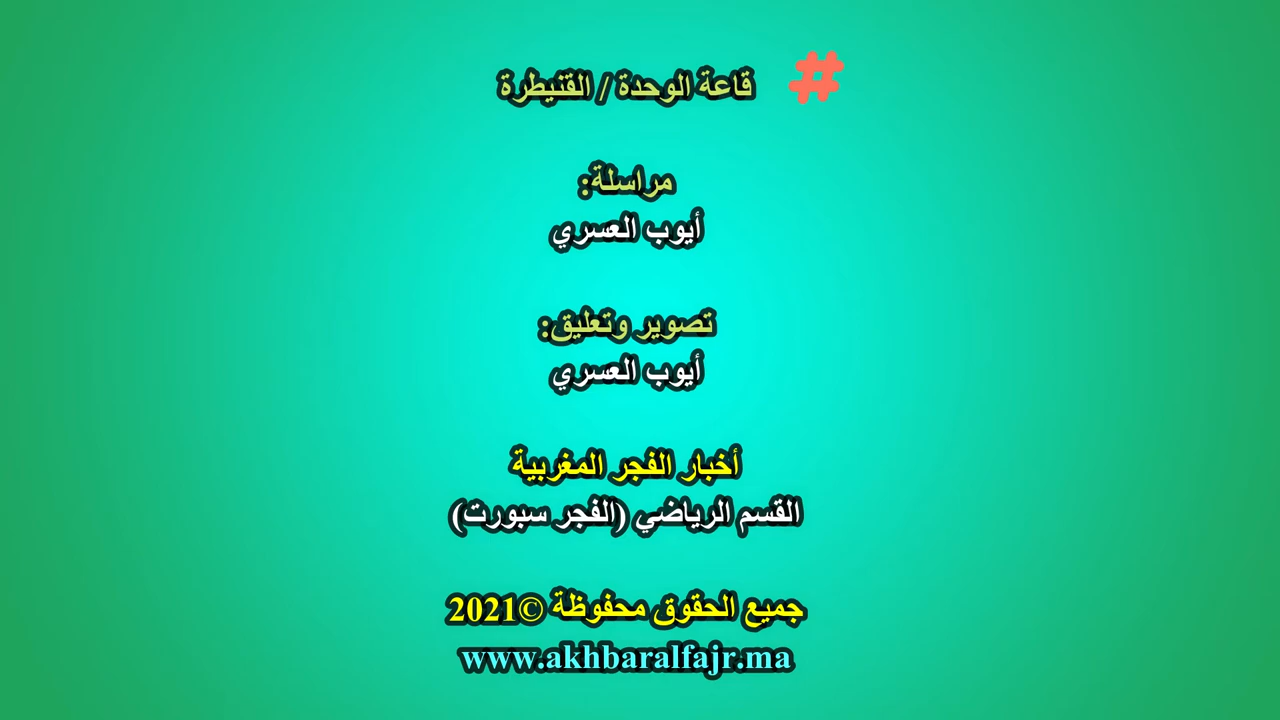 # قاعة الوحدة / القنيطرة
مراسلة:
أيوب العسري
تصوير وتعليق:
أيوب العسري
أخبار الفجر المغربية
القسم الرياضي (الفجر سبورت)
جميع الحقوق محفوظة ©2021
www.akhbaralfajr.ma